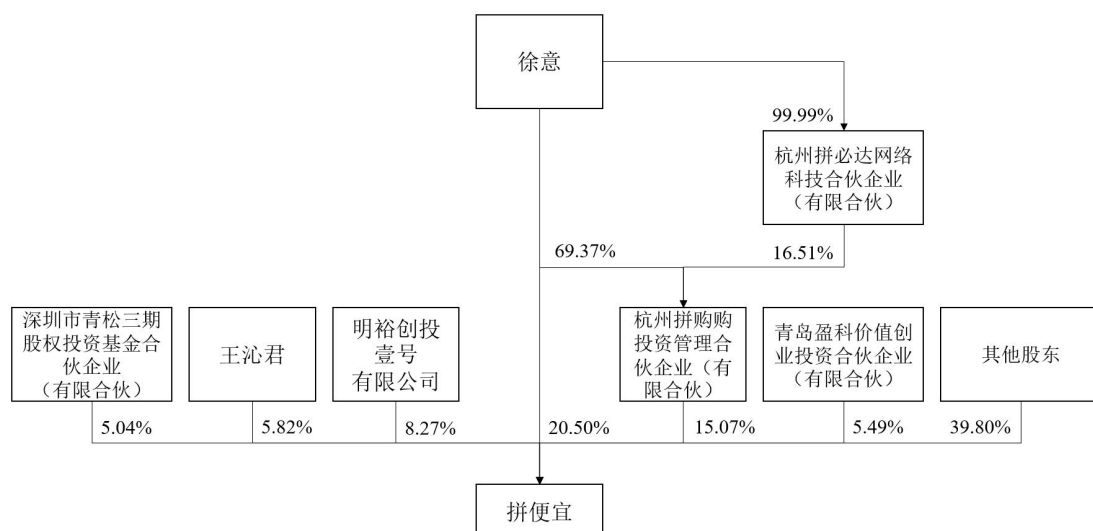 徐意
99.99%
杭州拼必达网络
科技合伙企业
（有限合伙）
69.37%
16.51%
深圳市青松三期
股权投资基金合
伙企业
（有限合伙）
王沁君
明裕创投
壹号
有限公司
杭州拼购购
投资管理合
伙企业（有
限合伙）
青岛盈科价值创
业投资合伙企业
（有限合伙）
其他股东
5.04%
5.82%
8.27%
20.50%
15.07%
5.49%
39.80%
拼便宜